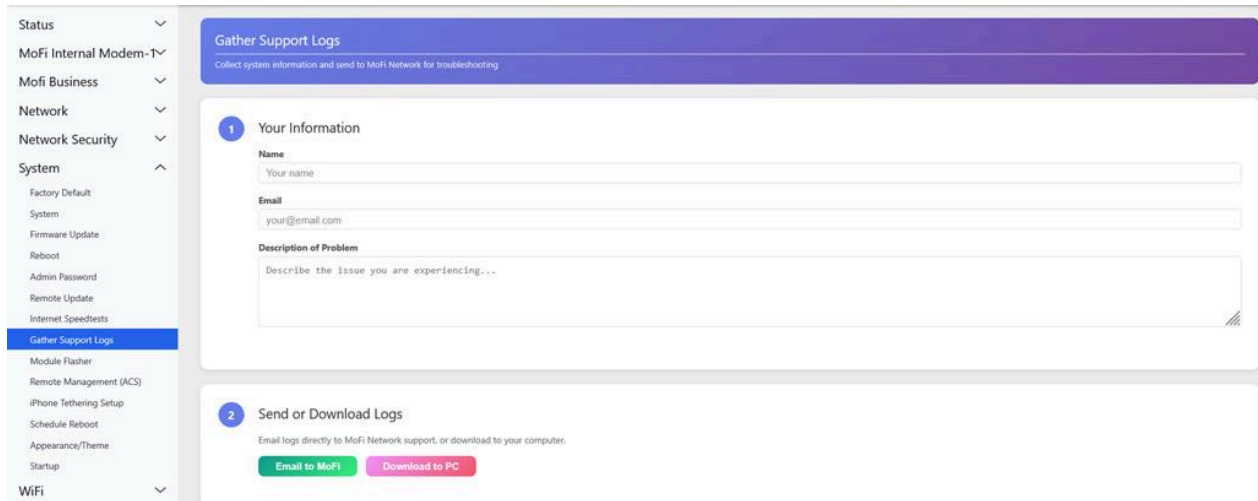 Status
MoFi Internal Modem-1
Mofi Business
Network
Network Security
System
Factory Default
System
Firmware Update
Reboot
Admin Password
Remote Update
Internet Speedtests
Gather Support Logs
Module Flasher
Remote Management (ACS)
iPhone Tethering Setup
Schedule Reboot
Appearance/Theme
Startup
WiFi
Gather Support Logs
Collect system information and send to MoFi Network for troubleshooting
1 Your Information
Name
Your name
Email
your@email.com
Description of Problem
Describe the issue you are experiencing...
2 Send or Download Logs
Email logs directly to MoFi Network support, or download to your computer.
Email to MoFi Download to PC